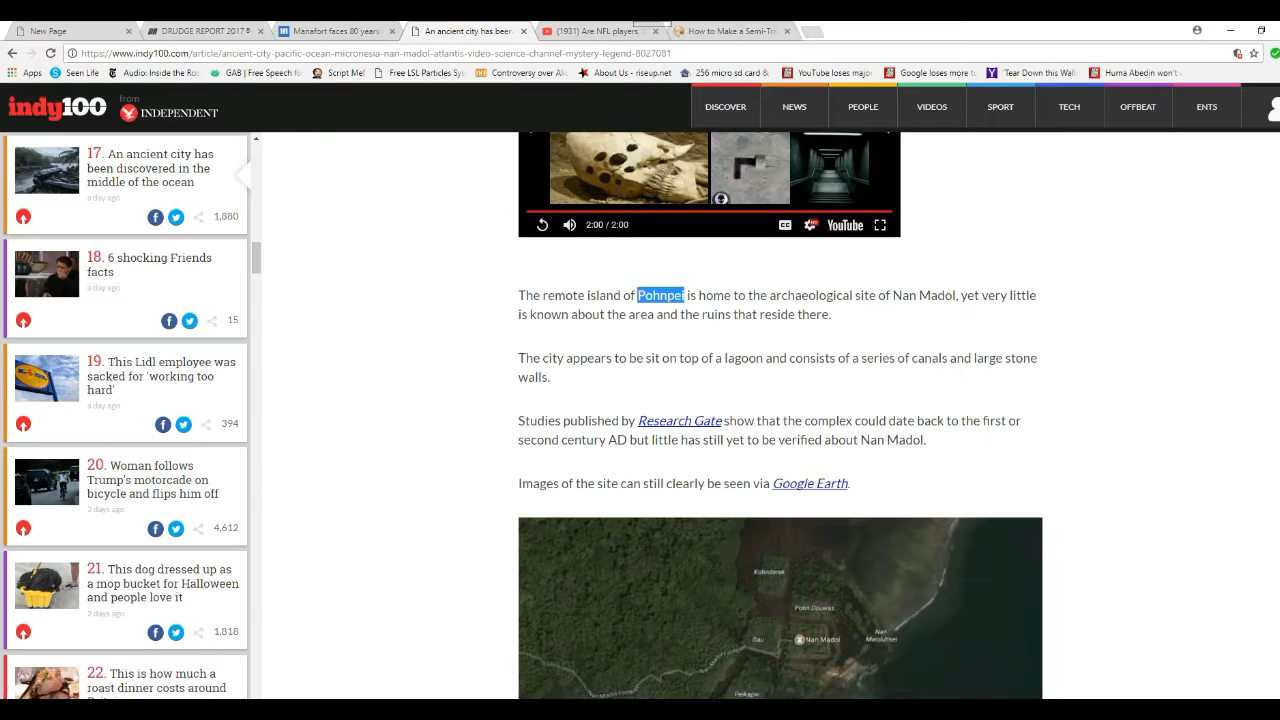 New Page
DRUDGE REPORT 2017®
Manafort faces 80 years
An ancient city has been
(1931) Are NFL players,
How to Make a Semi-Tra
https://www.indy100.com/article/ancient-city-pacific-ocean-micronesia-nan-madol-atlantis-video-science-channel-mystery-legend-8027081
Apps
Seen Life
Audio: Inside the Ro
GAB | Free Speech fo
Script Me!
Free LSL Particles Sys
Controversy over Ali
About Us - riseup.net
256 micro sd card &
YouTube loses major
Google loses more to
'Tear Down this Wall
Huma Abedin won't
indy100
from
INDEPENDENT
DISCOVER
NEWS
PEOPLE
VIDEOS
SPORT
TECH
OFFBEAT
ENTS
17. An ancient city has
been discovered in the
middle of the ocean
a day ago
1,880
18. 6 shocking Friends
facts
a day ago
15
19. This Lidl employee was
sacked for 'working too
hard'
a day ago
394
20. Woman follows
Trump's motorcade on
bicycle and flips him off
2 days ago
4,612
21. This dog dressed up as
a mop bucket for Halloween
and people love it
2 days ago
1,818
22. This is how much a
roast dinner costs around
2:00 / 2:00
CC
HD
YouTube
The remote island of Pohnpei is home to the archaeological site of Nan Madol, yet very little
is known about the area and the ruins that reside there.
The city appears to be sit on top of a lagoon and consists of a series of canals and large stone
walls.
Studies published by Research Gate show that the complex could date back to the first or
second century AD but little has still yet to be verified about Nan Madol.
Images of the site can still clearly be seen via Google Earth.
Kohnderek
Pohn Douwas
Dau
Nan Madol
Nan
Mwoluhsei
Peikapw